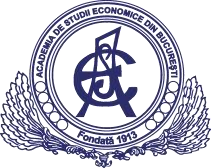 ACADEMIA DE STUDII ECONOMICE DIN BUCUREŞTI
Fondată 1913